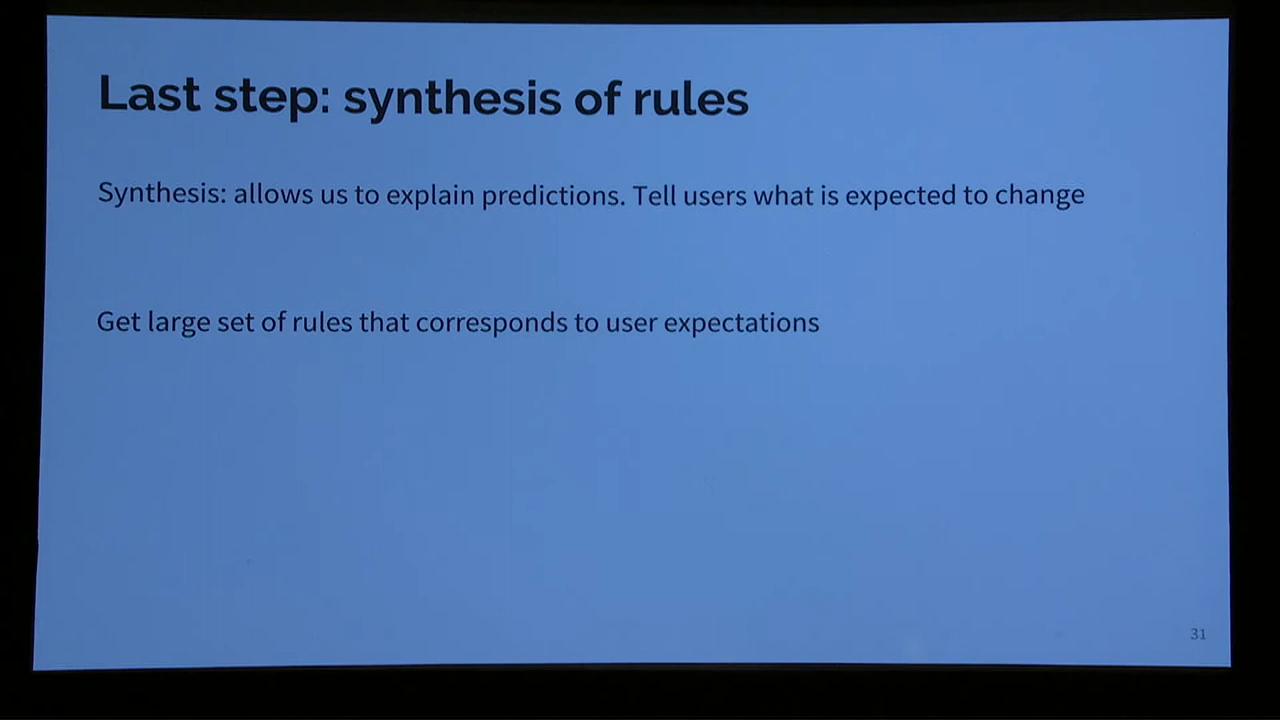 Last step: synthesis of rules
Synthesis: allows us to explain predictions. Tell users what is expected to change
Get large set of rules that corresponds to user expectations
31